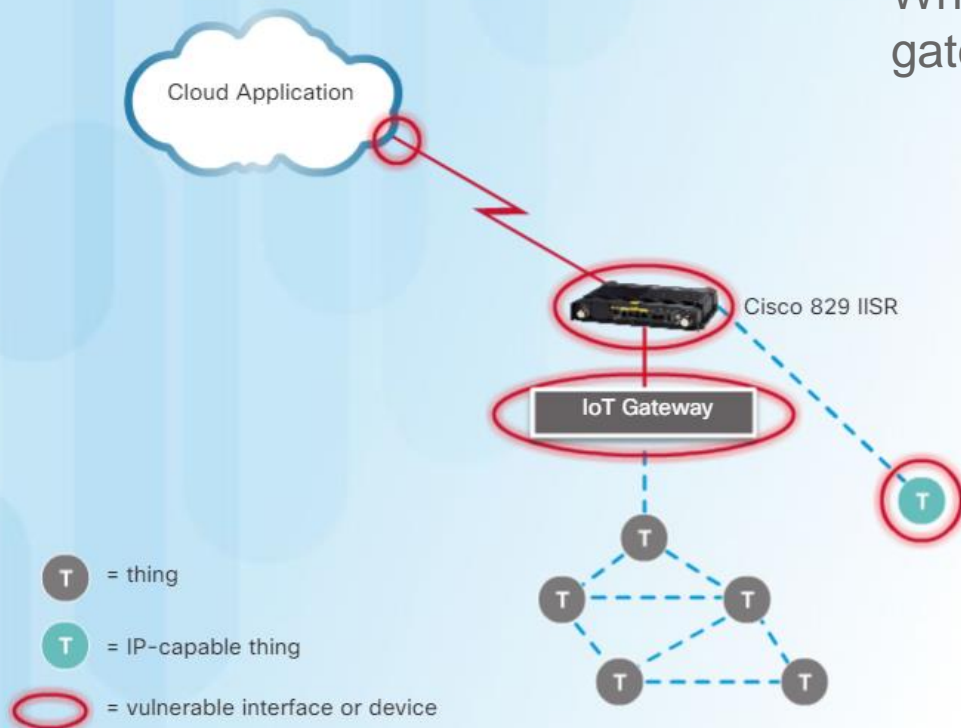 Cloud Application
Cisco 829 IISR
IoT Gateway
T
T
T
T
T
T
T = thing
T = IP-capable thing
= vulnerable interface or device